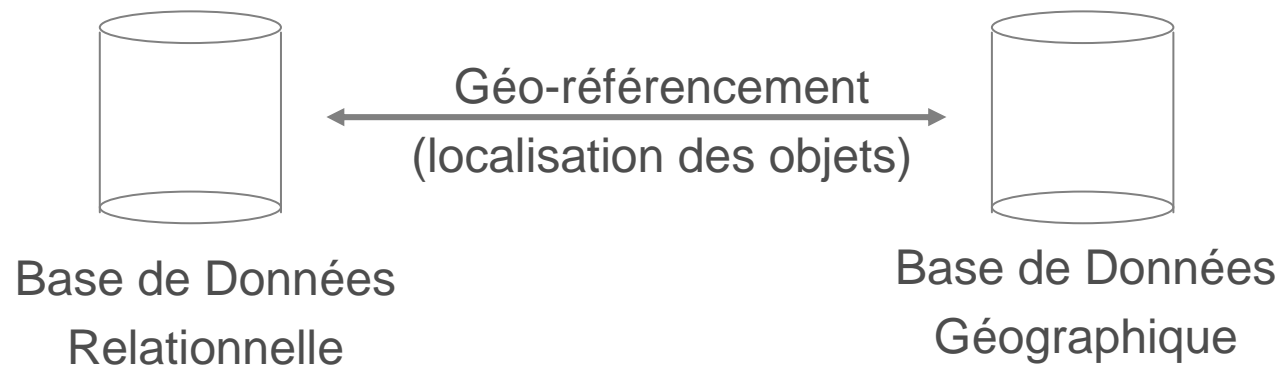 Géo-référencement
(localisation des objets)
Base de Données
Relationnelle
Base de Données
Géographique